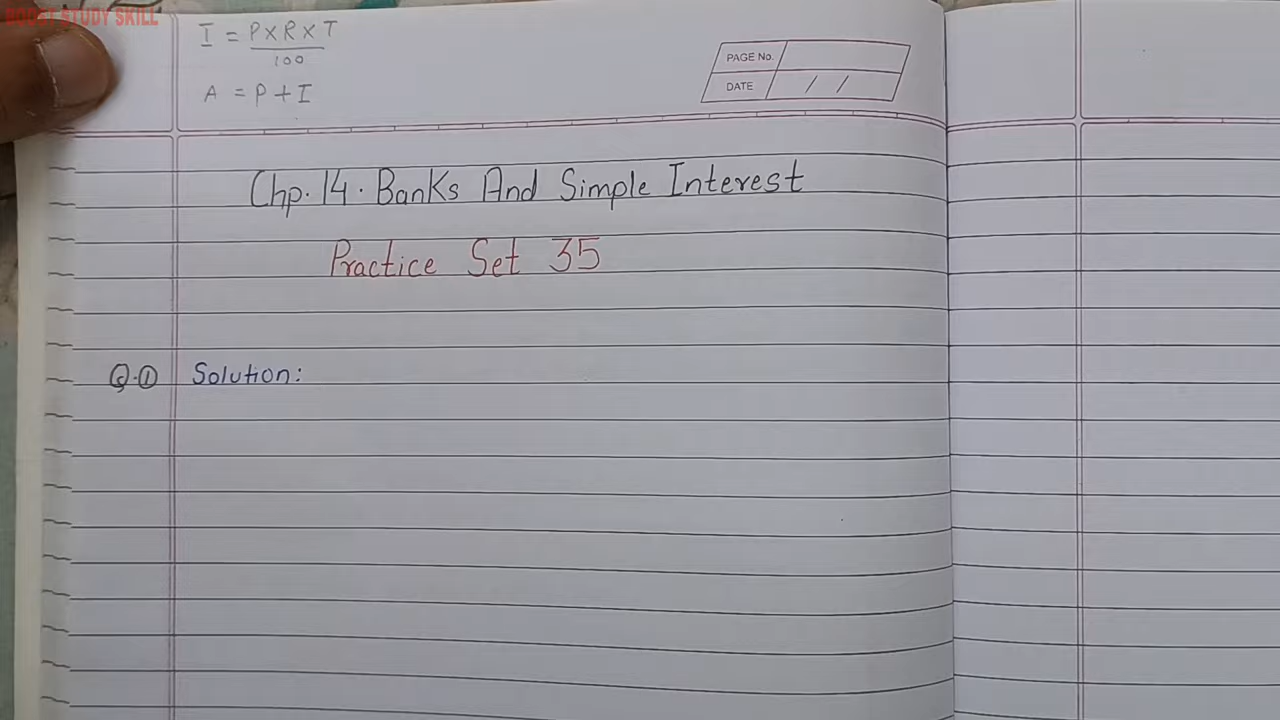 BOOST STUDY SKILL
I = P×R×T
100
A = P + I
PAGE No.
DATE / /
Chp. 14. Banks And Simple Interest
Practice Set 35
Q.① Solution: